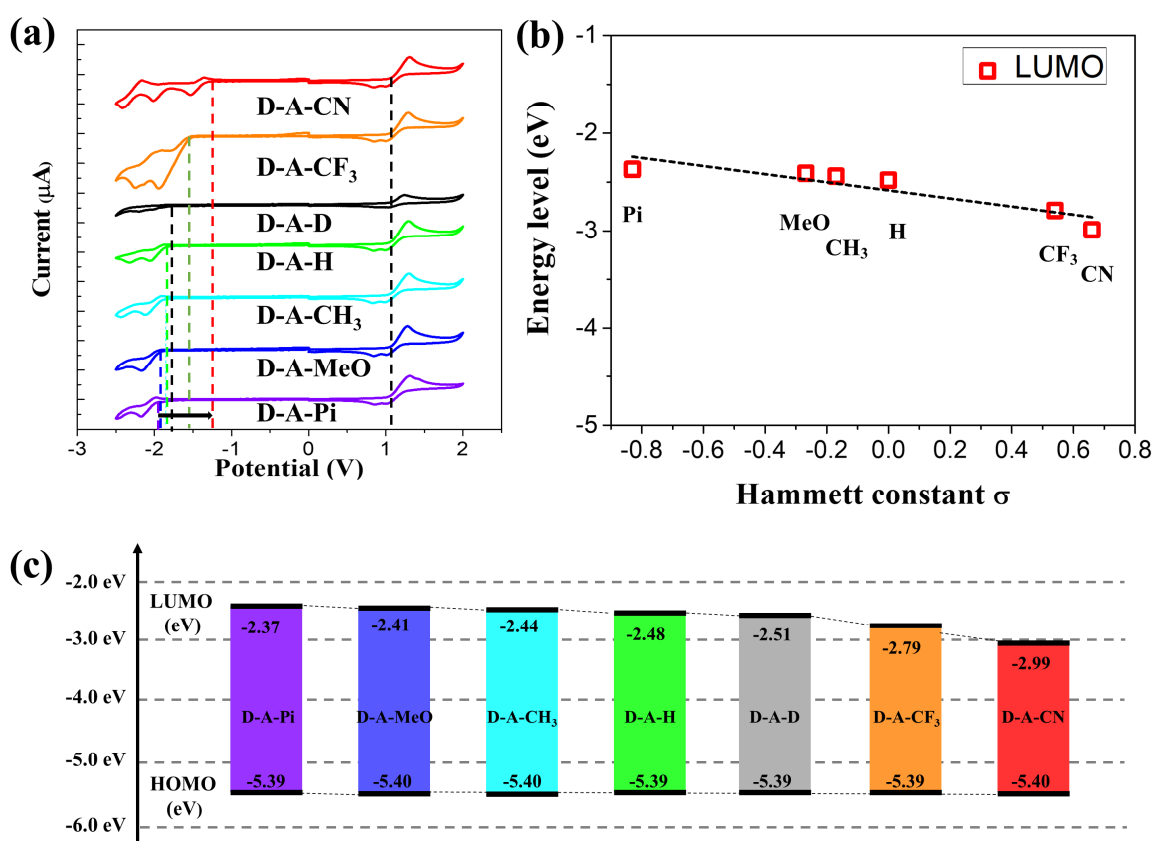 (a)
D-A-CN
D-A-CF₃
D-A-D
D-A-H
D-A-CH₃
D-A-MeO
D-A-Pi
Current (μA)
-3 -2 -1 0 1 2
Potential (V)
(b)
LUMO
-1
-2
-3
-4
-5
Energy level (eV)
Pi
MeO
CH₃
H
CF₃
CN
-0.8 -0.6 -0.4 -0.2 0.0 0.2 0.4 0.6 0.8
Hammett constant σ
(c)
-2.0 eV
LUMO
(eV)
-3.0 eV
-4.0 eV
-5.0 eV
HOMO
(eV)
-6.0 eV
-2.37 -2.41 -2.44 -2.48 -2.51 -2.79 -2.99
D-A-Pi D-A-MeO D-A-CH₃ D-A-H D-A-D D-A-CF₃ D-A-CN
-5.39 -5.40 -5.40 -5.39 -5.39 -5.39 -5.40